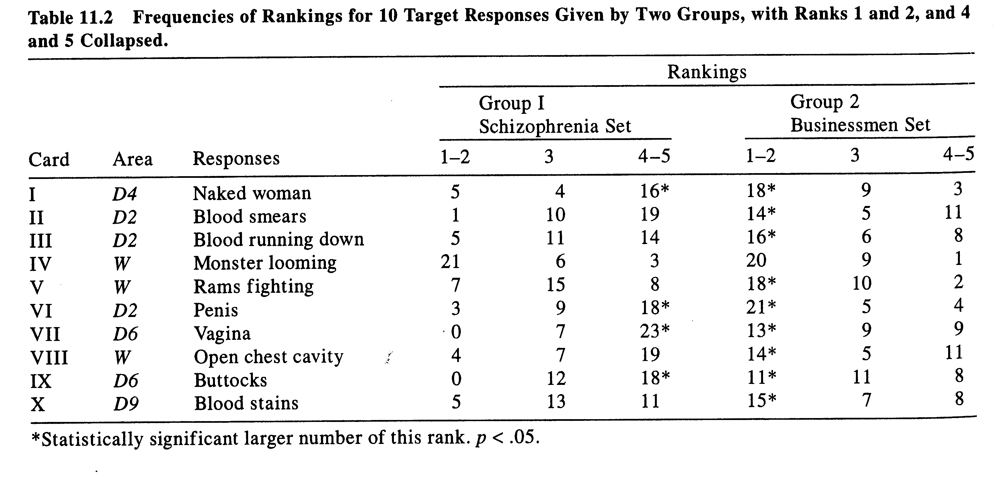 Table 11.2 Frequencies of Rankings for 10 Target Responses Given by Two Groups, with Ranks 1 and 2, and 4
and 5 Collapsed.
Rankings
Group I Group 2
Schizophrenia Set Businessmen Set
Card Area Responses 1–2 3 4–5 1–2 3 4–5
I D4 Naked woman 5 4 16* 18* 9 3
II D2 Blood smears 1 10 19 14* 5 11
III D2 Blood running down 5 11 14 16* 6 8
IV W Monster looming 21 6 3 20 9 1
V W Rams fighting 7 15 8 18* 10 2
VI D2 Penis 3 9 18* 21* 5 4
VII D6 Vagina 0 7 23* 13* 9 9
VIII W Open chest cavity 4 7 19 14* 5 11
IX D6 Buttocks 0 12 18* 11* 11 8
X D9 Blood stains 5 13 11 15* 7 8
*Statistically significant larger number of this rank. p < .05.